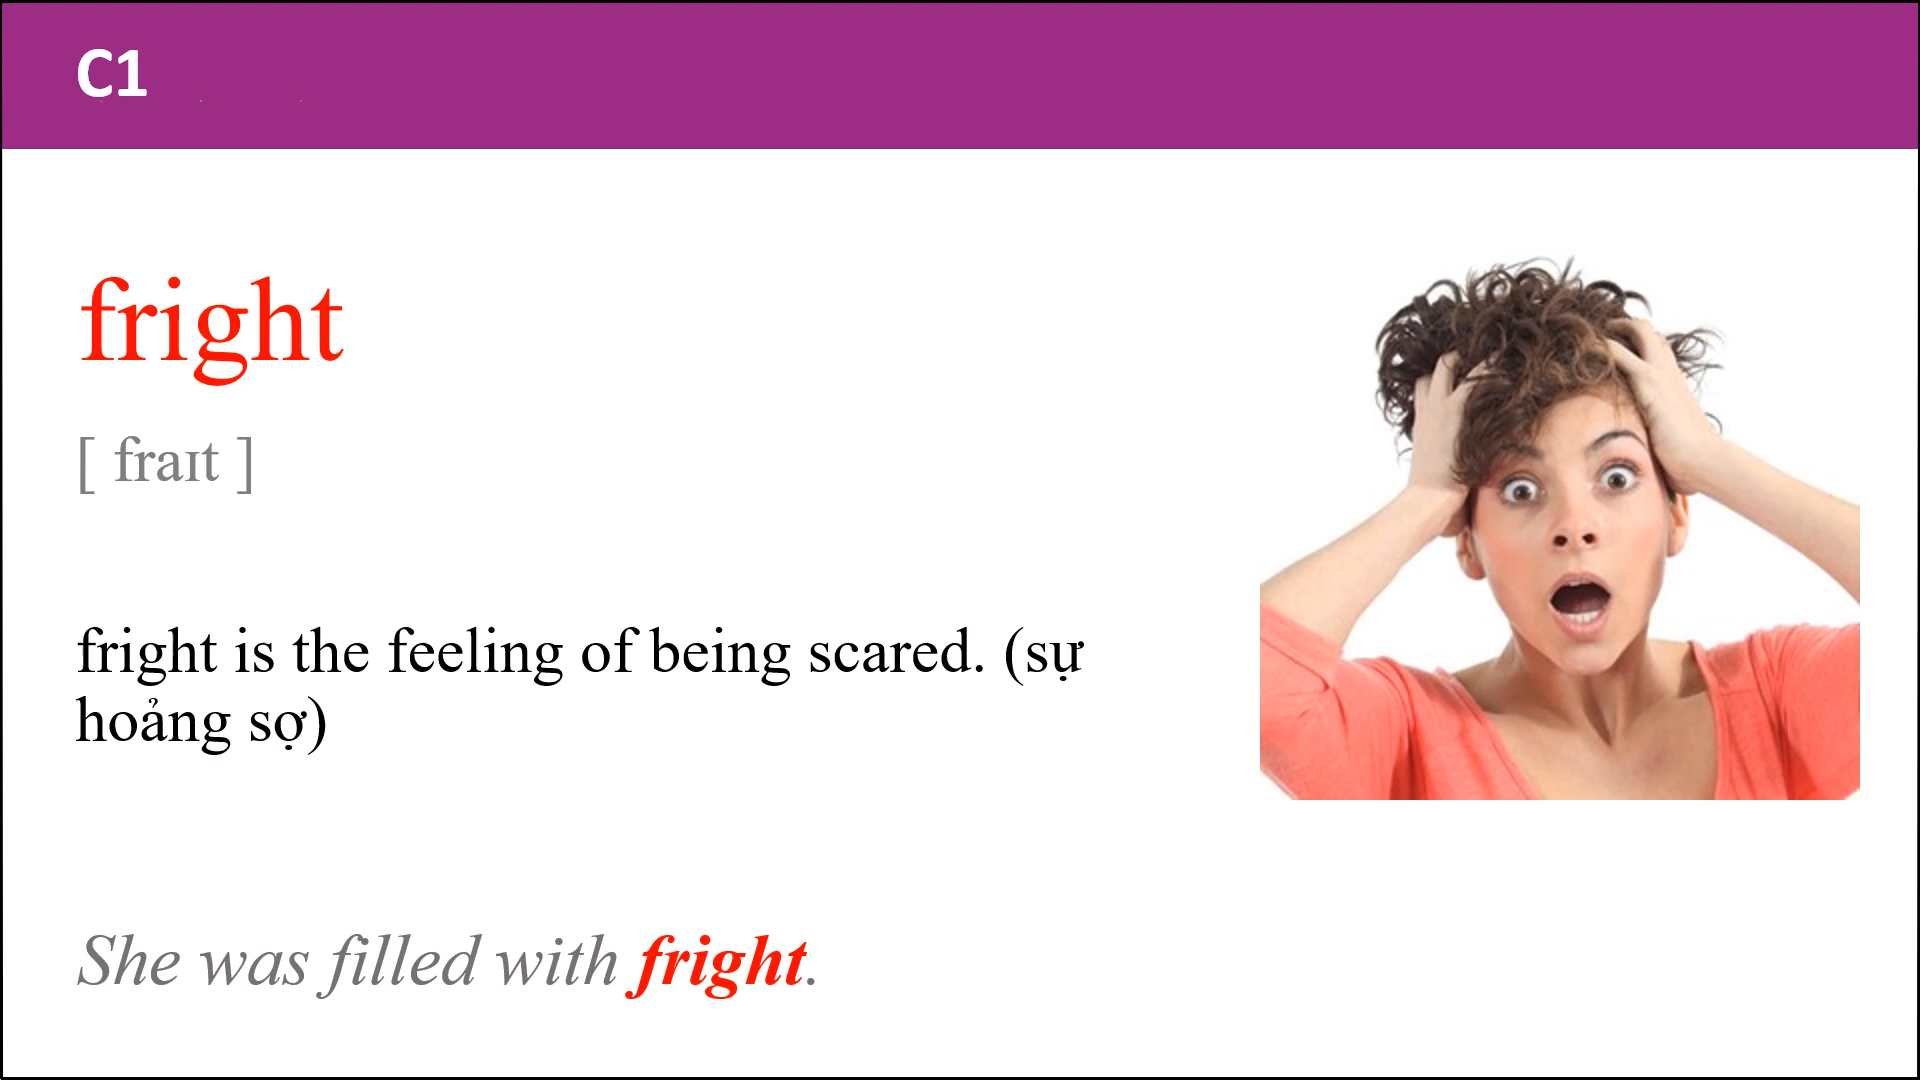 C1
fright
[ fraɪt ]
fright is the feeling of being scared. (sự
hoảng sợ)
She was filled with fright.